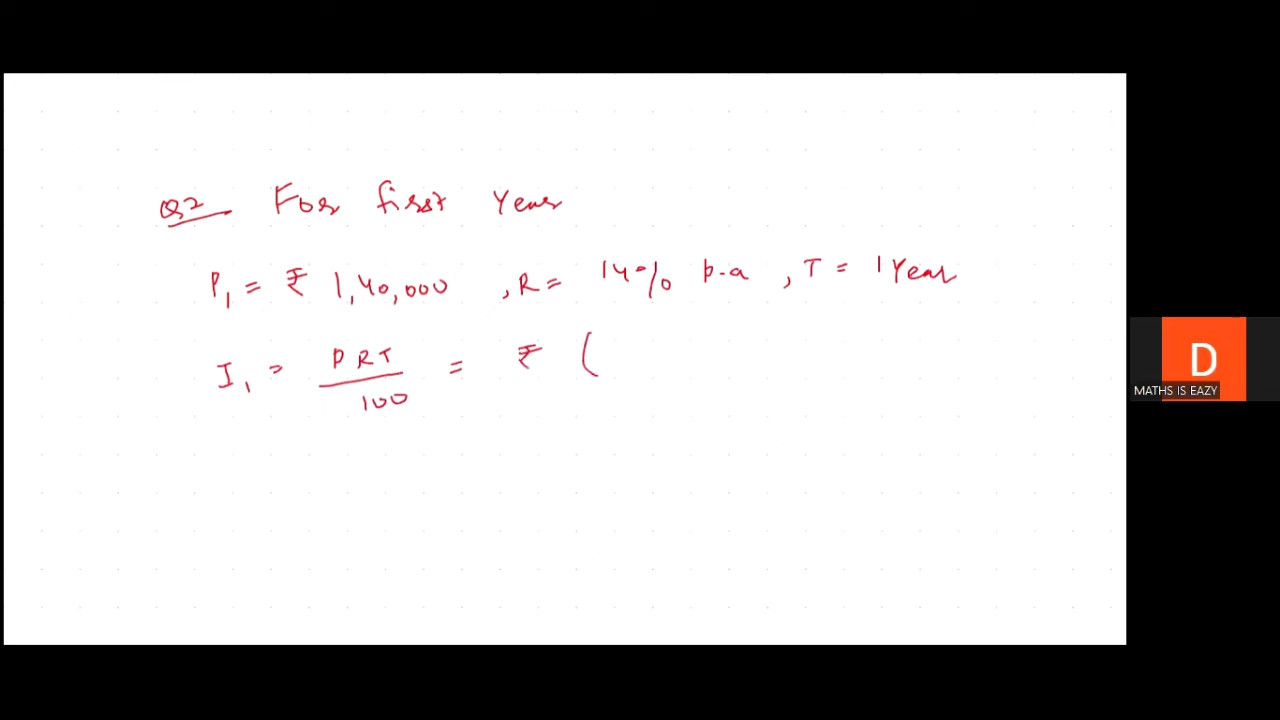 Q2 For first Year
P₁ = ₹ 1,40,000 , R = 14% p.a , T = 1 Year
I₁ = PRT/100 = ₹ (
D
MATHS IS EAZY